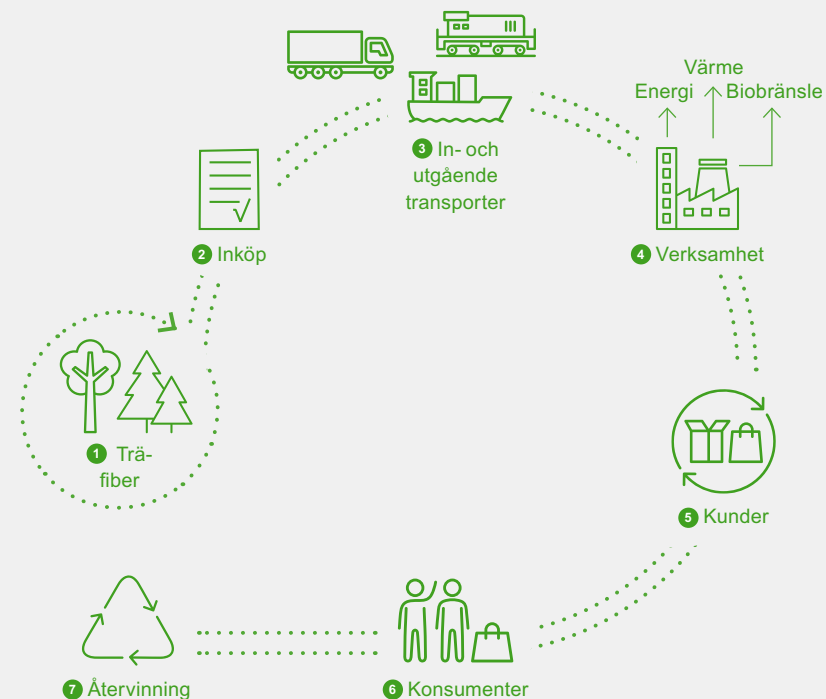 Värme
Energi
Biobränsle
3 In- och
utgående
transporter
2 Inköp
4 Verksamhet
1 Trä-
fiber
5 Kunder
7 Återvinning
6 Konsumenter